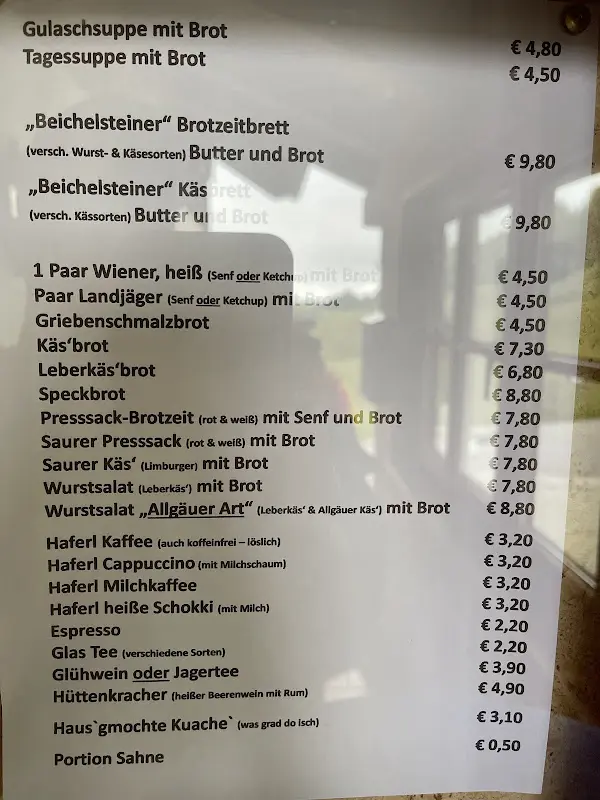 Gulaschsuppe mit Brot € 4,80
Tagessuppe mit Brot € 4,50
„Beichelsteiner“ Brotzeitbrett
(versch. Wurst- & Käsesorten) Butter und Brot € 9,80
„Beichelsteiner“ Käsbrett
(versch. Kässorten) Butter und Brot € 9,80
1 Paar Wiener, heiß (Senf oder Ketchup) mit Brot € 4,50
Paar Landjäger (Senf oder Ketchup) mit Brot € 4,50
Griebenschmalzbrot € 4,50
Käs‘brot € 7,30
Leberkäs‘brot € 6,80
Speckbrot € 8,80
Presssack-Brotzeit (rot & weiß) mit Senf und Brot € 7,80
Saurer Presssack (rot & weiß) mit Brot € 7,80
Saurer Käs‘ (Limburger) mit Brot € 7,80
Wurstsalat (Leberkäs‘) mit Brot € 7,80
Wurstsalat „Allgäuer Art“ (Leberkäs‘ & Allgäuer Käs‘) mit Brot € 8,80
Haferl Kaffee (auch koffeinfrei – löslich) € 3,20
Haferl Cappuccino (mit Milchschaum) € 3,20
Haferl Milchkaffee € 3,20
Haferl heiße Schokki (mit Milch) € 3,20
Espresso € 2,20
Glas Tee (verschiedene Sorten) € 2,20
Glühwein oder Jagertee € 3,90
Hüttenkracher (heißer Beerenwein mit Rum) € 4,90
Haus`gmochte Kuache` (was grad do isch) € 3,10
Portion Sahne € 0,50